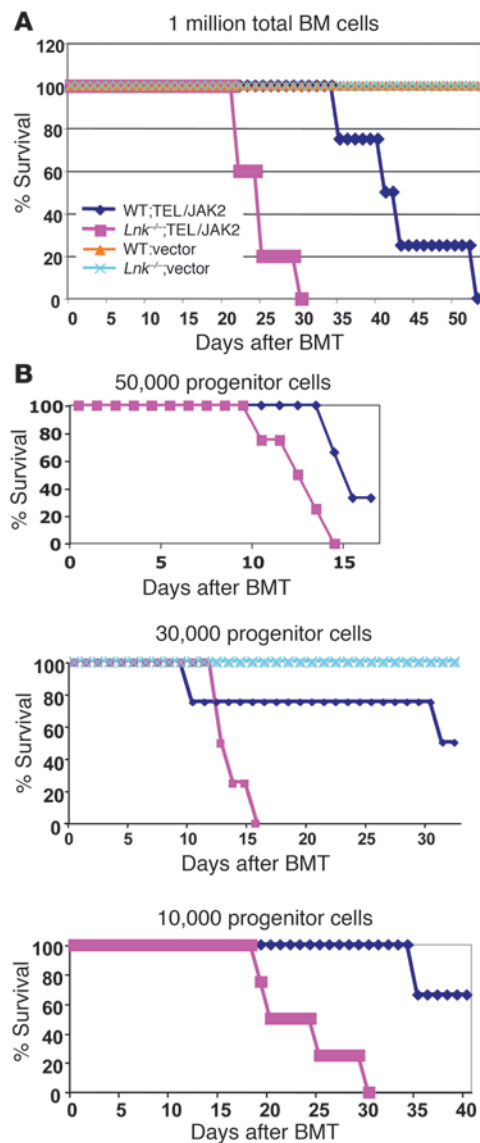 A
1 million total BM cells
% Survival
120
100
80
60
40
20
0
WT;TEL/JAK2
Lnk-/-;TEL/JAK2
WT:vector
Lnk-/-;vector
0 5 10 15 20 25 30 35 40 45 50
Days after BMT
B
50,000 progenitor cells
% Survival
100
80
60
40
20
0
0 5 10 15
Days after BMT
30,000 progenitor cells
% Survival
100
80
60
40
20
0
0 5 10 15 20 25 30
Days after BMT
10,000 progenitor cells
% Survival
100
80
60
40
20
0
0 5 10 15 20 25 30 35 40
Days after BMT